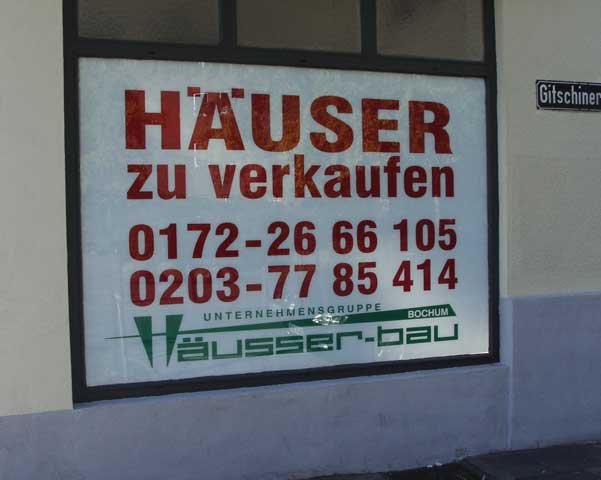 HÄUSER
zu verkaufen
0172-26 66 105
0203-77 85 414
UNTERNEHMENSGRUPPE BOCHUM
Häusser-bau
Gitschiner